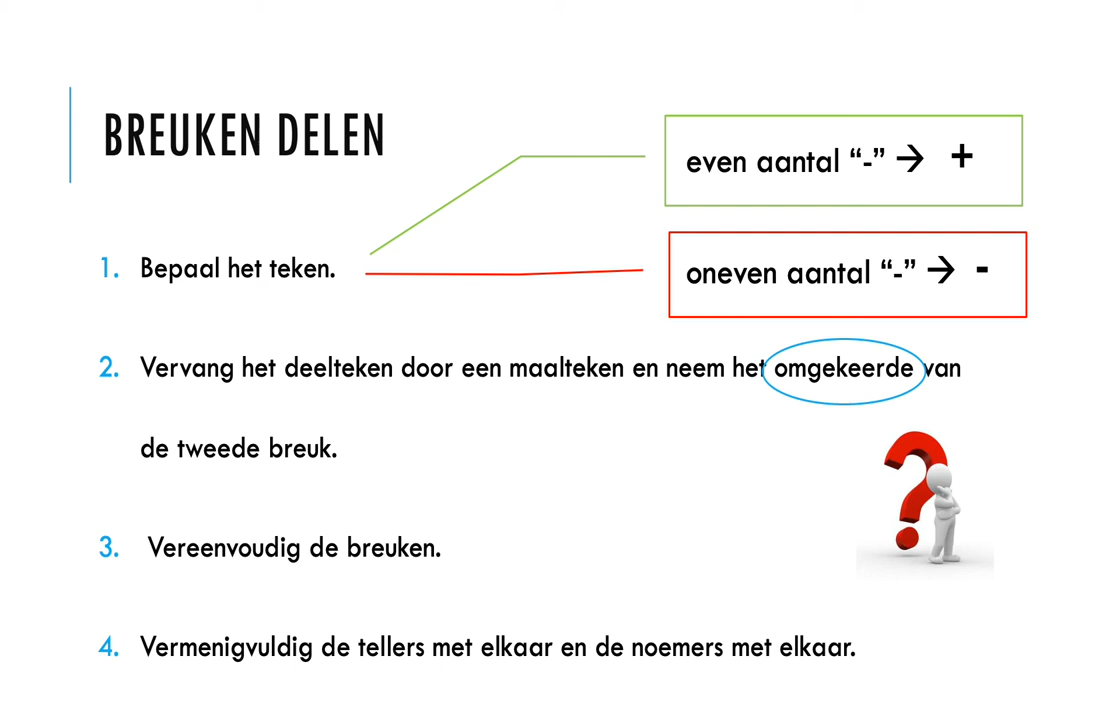 BREUKEN DELEN
even aantal “-” → +
1. Bepaal het teken.
oneven aantal “-” → -
2. Vervang het deelteken door een maalteken en neem het omgekeerde van
de tweede breuk.
3. Vereenvoudig de breuken.
4. Vermenigvuldig de tellers met elkaar en de noemers met elkaar.